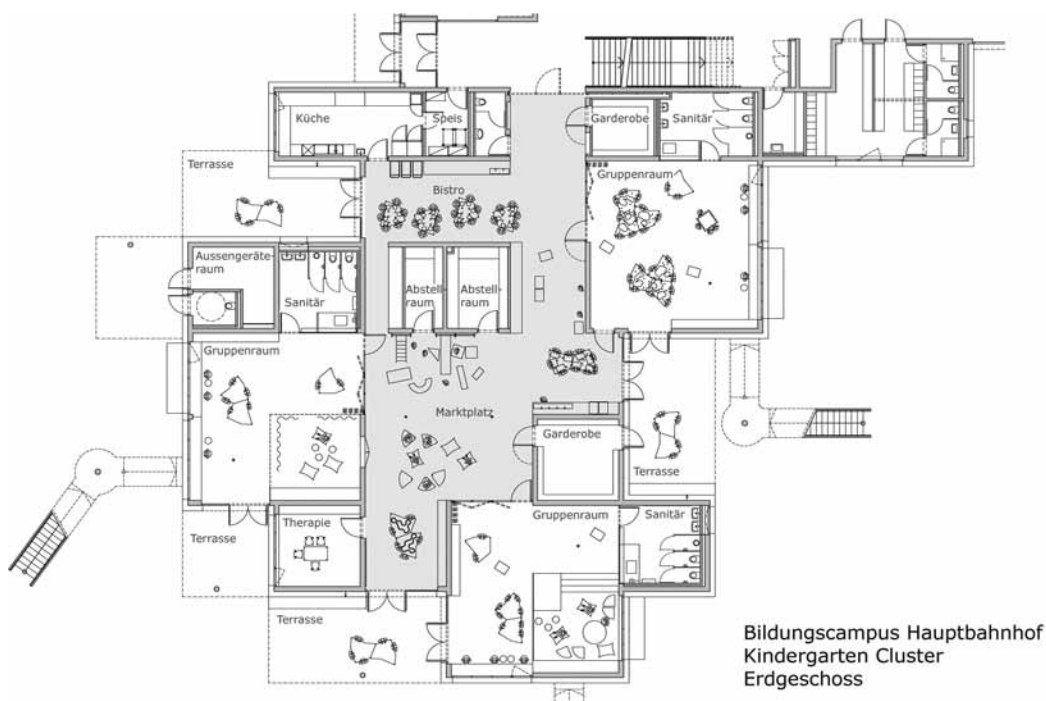 Küche
Speis
Garderobe
Sanitär
Terrasse
Gruppenraum
Bistro
Aussengeräte-
raum
Sanitär
Abstell-
raum
Abstell-
raum
Gruppenraum
Marktplatz
Garderobe
Terrasse
Therapie
Gruppenraum
Sanitär
Terrasse
Terrasse
Bildungscampus Hauptbahnhof
Kindergarten Cluster
Erdgeschoss